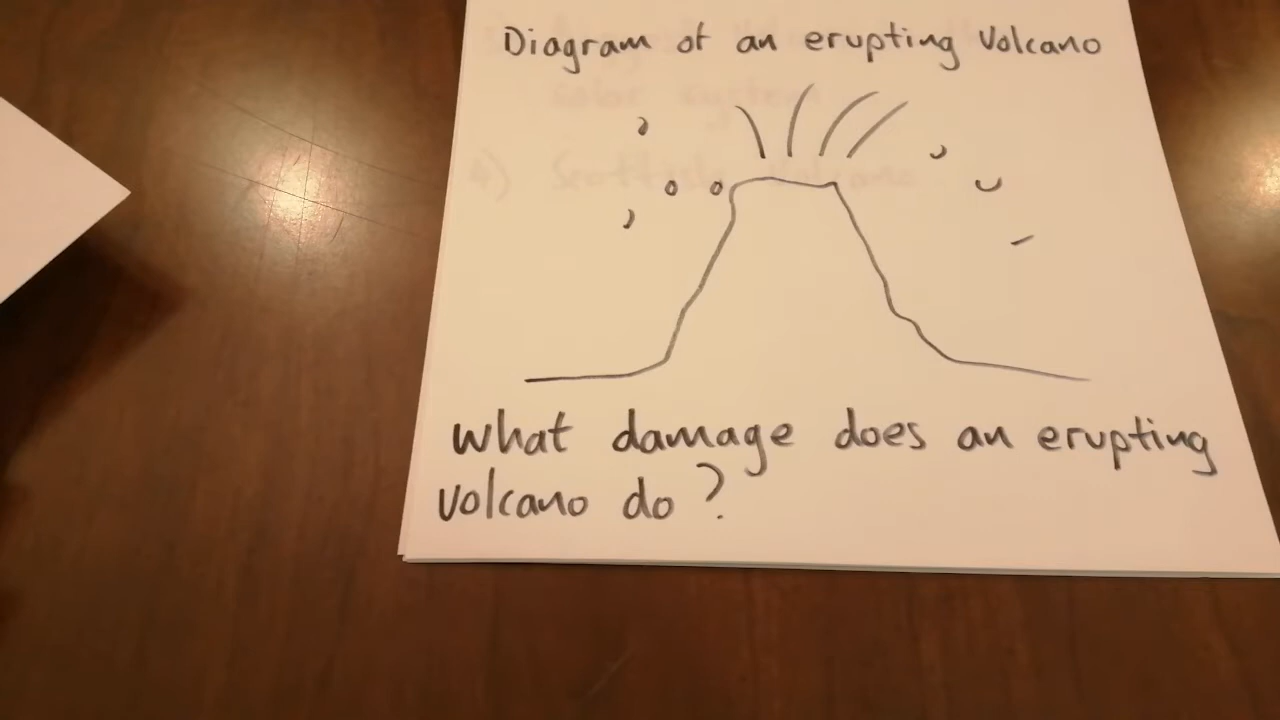 Diagram of an erupting Volcano
What damage does an erupting
volcano do?